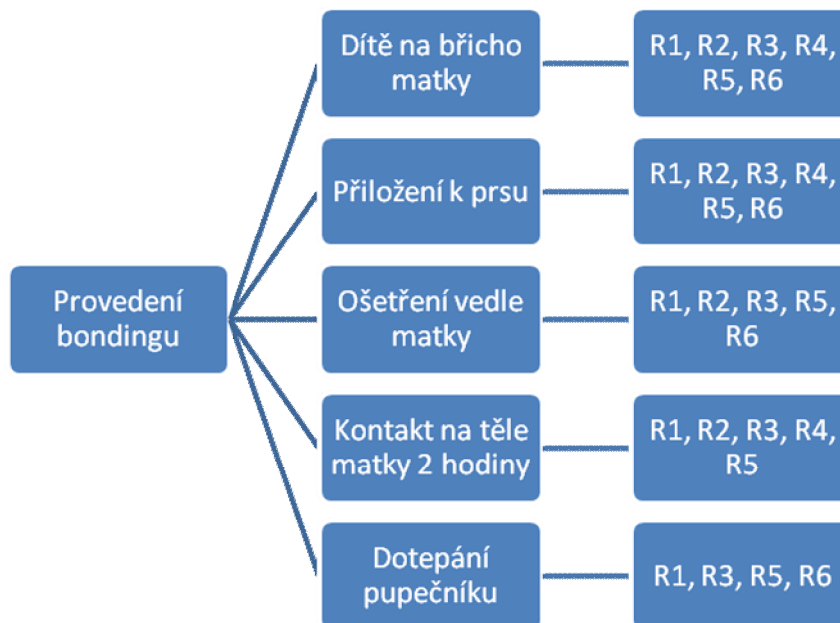 Provedení
bondingu
Dítě na břicho
matky
R1, R2, R3, R4,
R5, R6
Přiložení k prsu
R1, R2, R3, R4,
R5, R6
Ošetření vedle
matky
R1, R2, R3, R5,
R6
Kontakt na těle
matky 2 hodiny
R1, R2, R3, R4,
R5
Dotepání
pupečníku
R1, R3, R5, R6